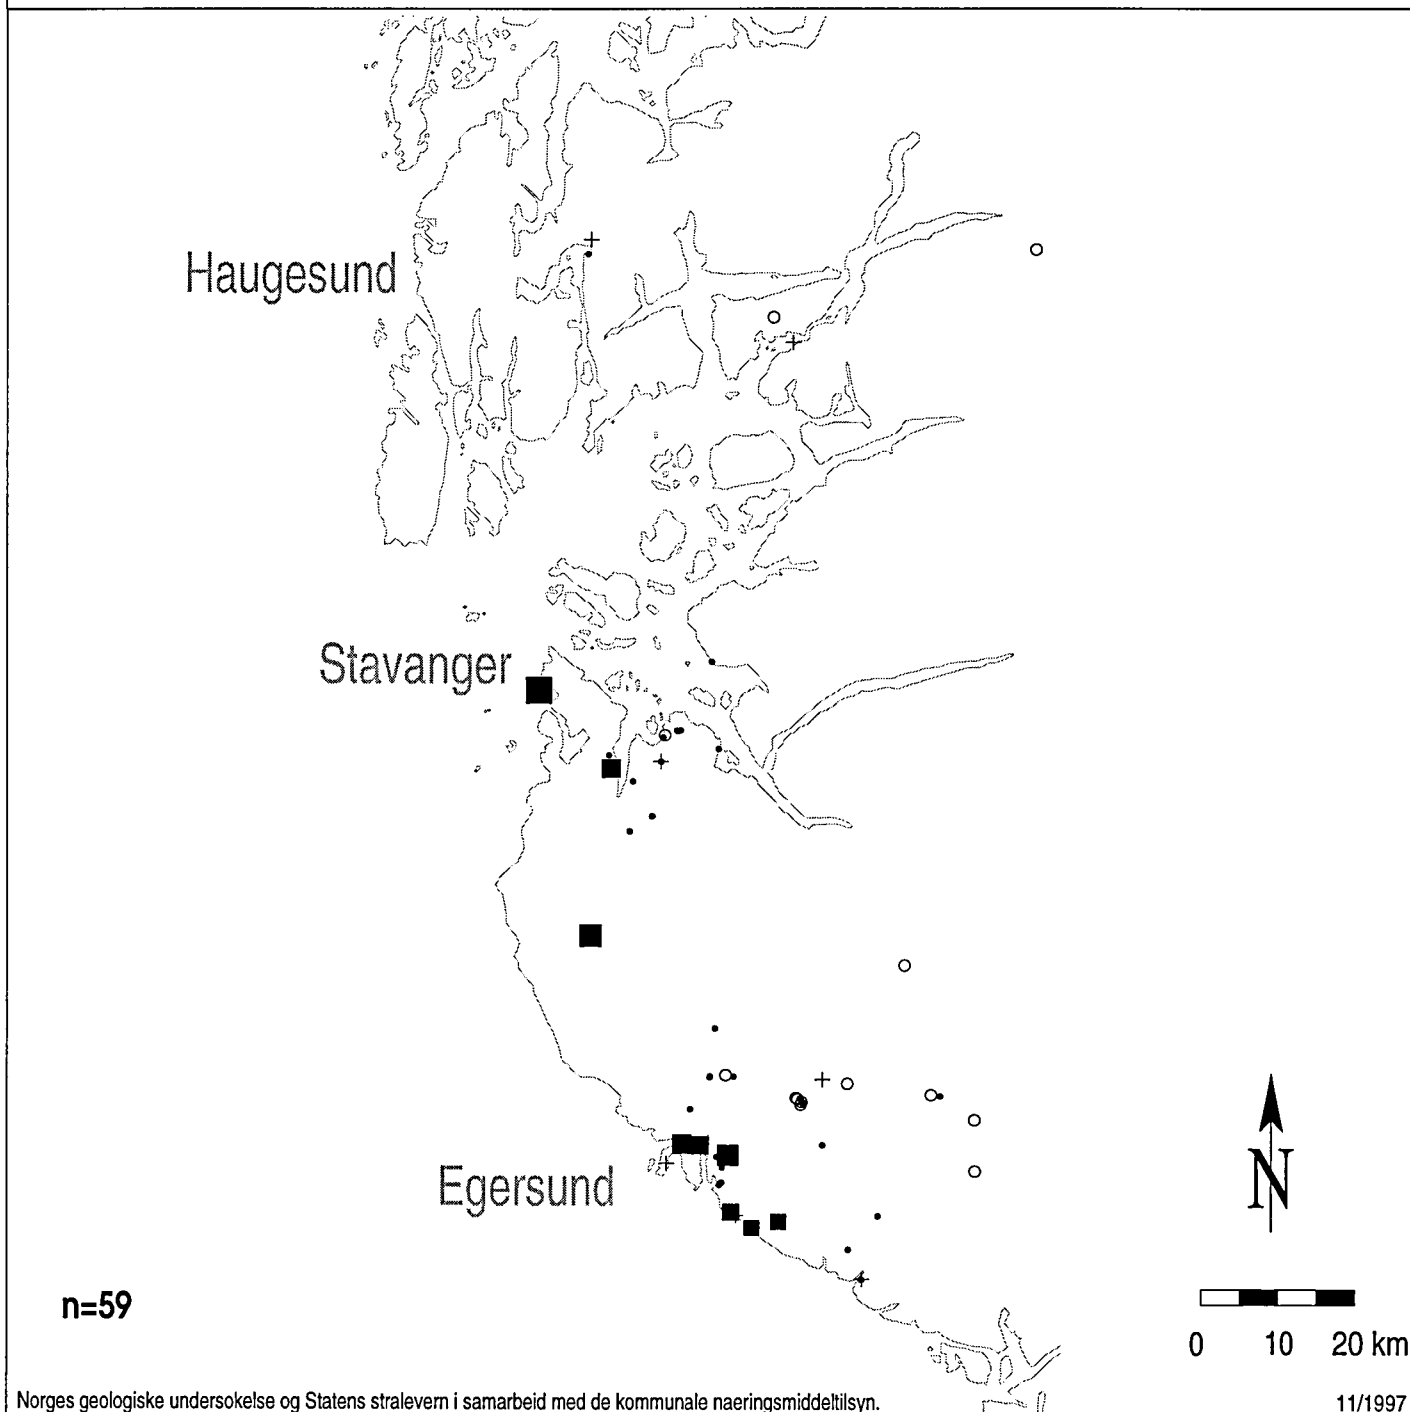 Haugesund
Stavanger
Egersund
N
n=59
0 10 20 km
Norges geologiske undersokelse og Statens stralevern i samarbeid med de kommunale naeringsmiddeltilsyn.
11/1997